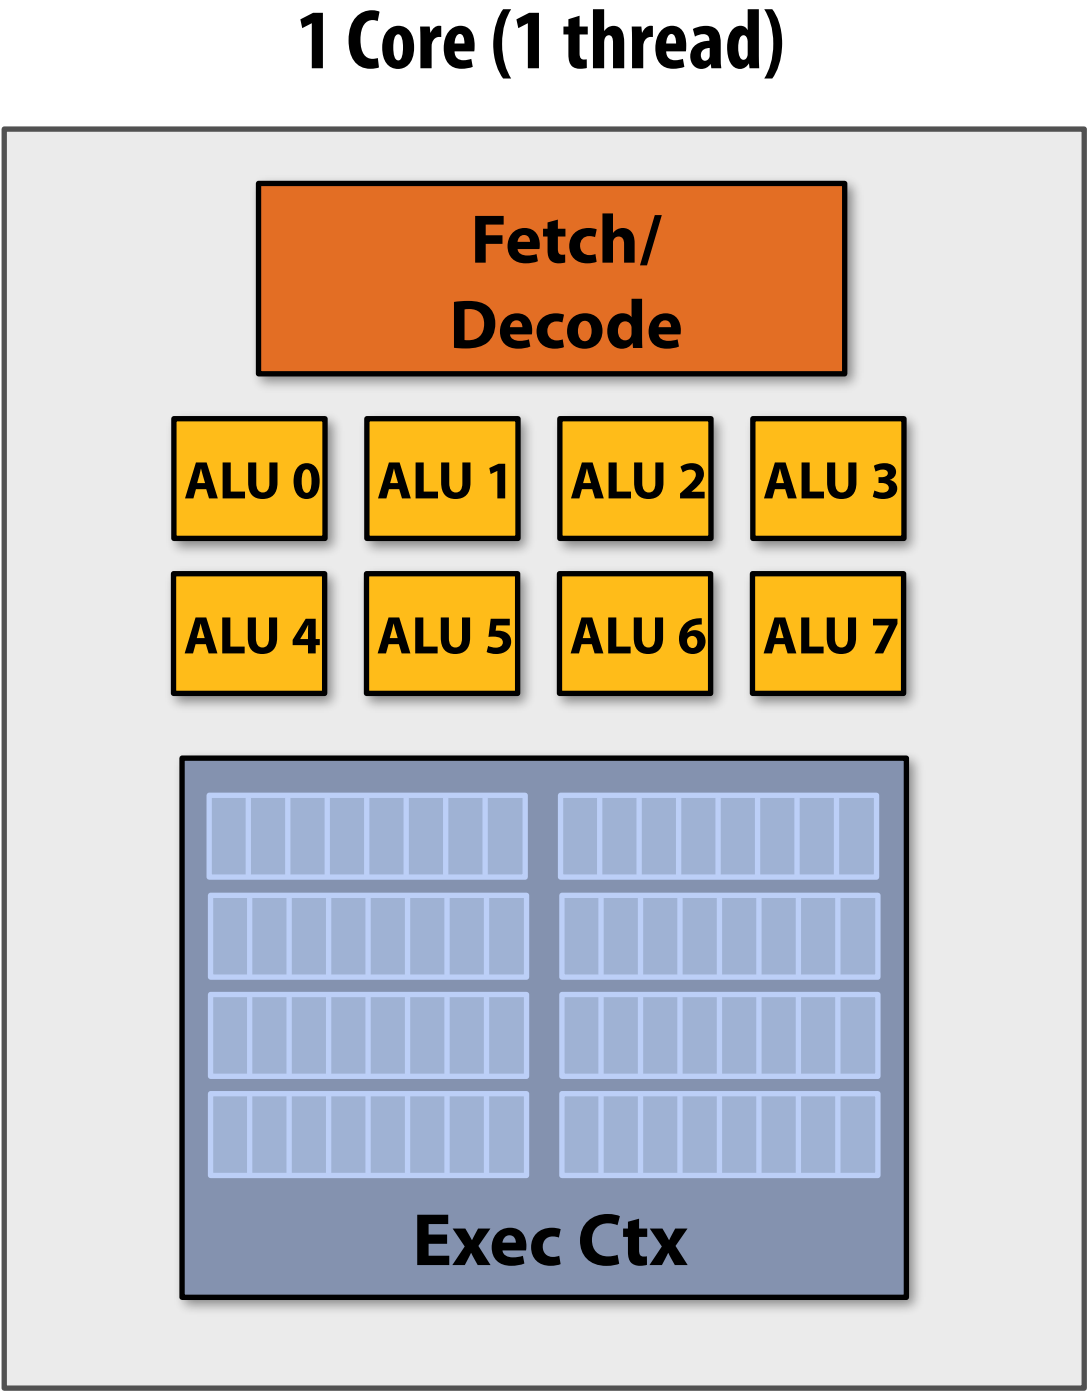 1 Core (1 thread)
Fetch/
Decode
ALU 0 ALU 1 ALU 2 ALU 3
ALU 4 ALU 5 ALU 6 ALU 7
Exec Ctx